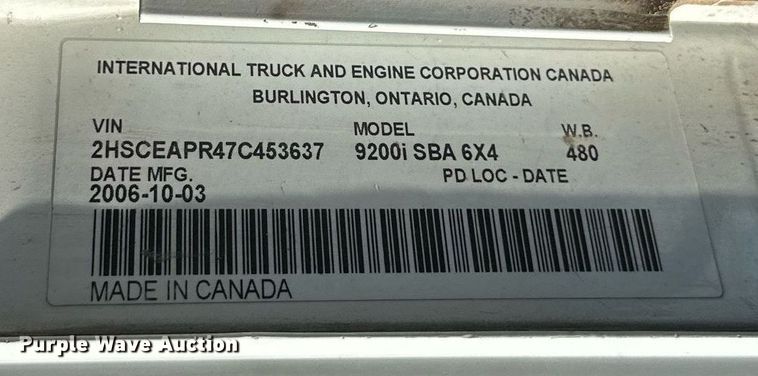 INTERNATIONAL TRUCK AND ENGINE CORPORATION CANADA
BURLINGTON, ONTARIO, CANADA
VIN MODEL W.B.
2HSCEAPR47C453637 9200i SBA 6X4 480
DATE MFG. PD LOC - DATE
2006-10-03
MADE IN CANADA
Purple Wave Auction